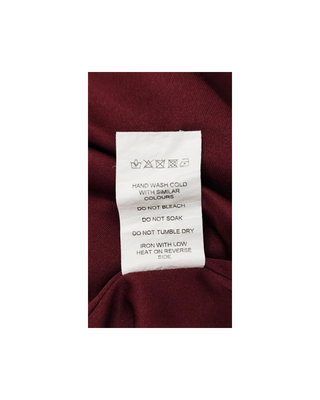 HAND WASH COLD
WITH SIMILAR
COLOURS
DO NOT BLEACH
DO NOT SOAK
DO NOT TUMBLE DRY
IRON WITH LOW
HEAT ON REVERSE
SIDE